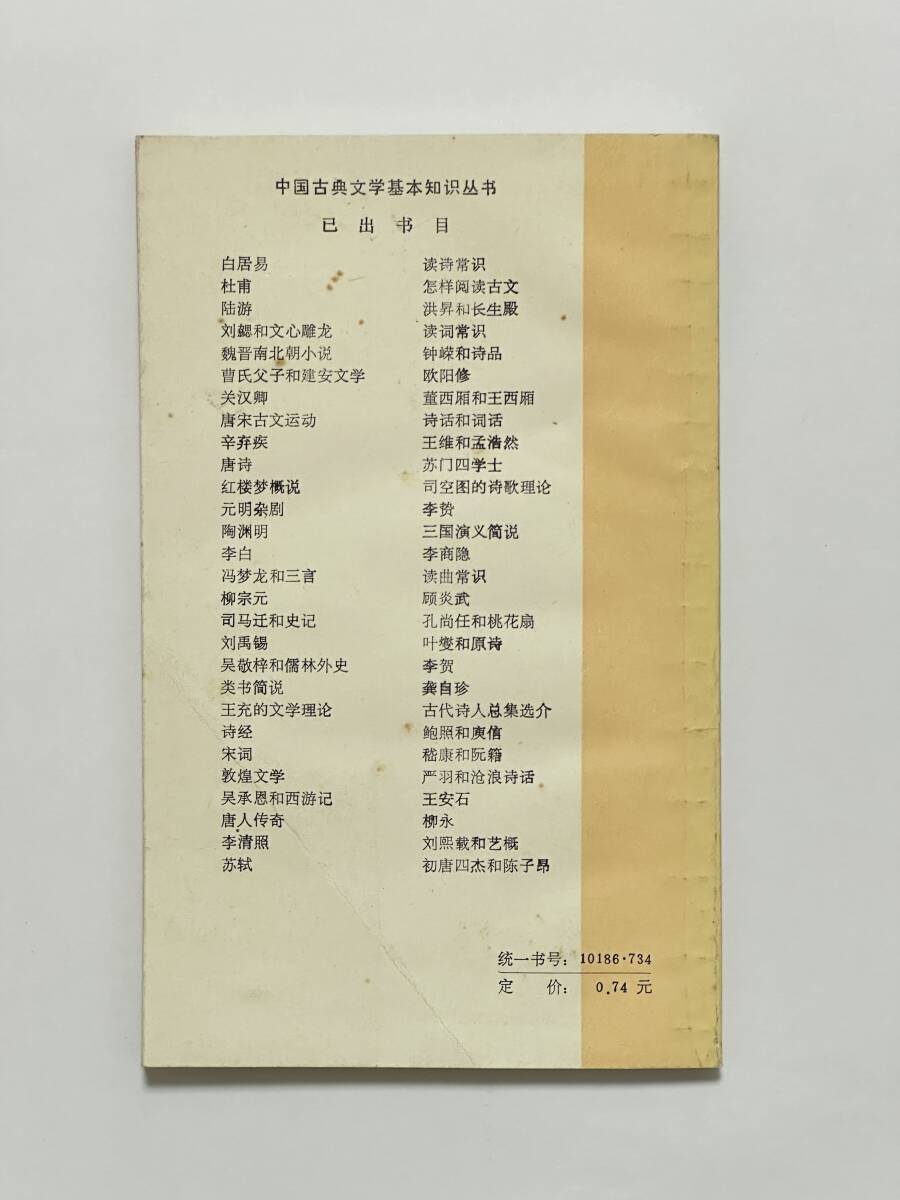 中国古典文学基本知识丛书
已出书目
白居易
杜甫
陆游
刘勰和文心雕龙
魏晋南北朝小说
曹氏父子和建安文学
关汉卿
唐宋古文运动
辛弃疾
唐诗
红楼梦概说
元明杂剧
陶渊明
李白
冯梦龙和三言
柳宗元
司马迁和史记
刘禹锡
吴敬梓和儒林外史
类书简说
王充的文学理论
诗经
宋词
敦煌文学
吴承恩和西游记
唐人传奇
李清照
苏轼
读诗常识
怎样阅读古文
洪昇和长生殿
读词常识
钟嵘和诗品
欧阳修
董西厢和王西厢
诗话和词话
王维和孟浩然
苏门四学士
司空图的诗歌理论
李贽
三国演义简说
李商隐
读曲常识
顾炎武
孔尚任和桃花扇
叶燮和原诗
李贺
龚自珍
古代诗人总集选介
鲍照和庾信
嵇康和阮籍
严羽和沧浪诗话
王安石
柳永
刘熙载和艺概
初唐四杰和陈子昂
统一书号：10186·734
定 价： 0.74 元